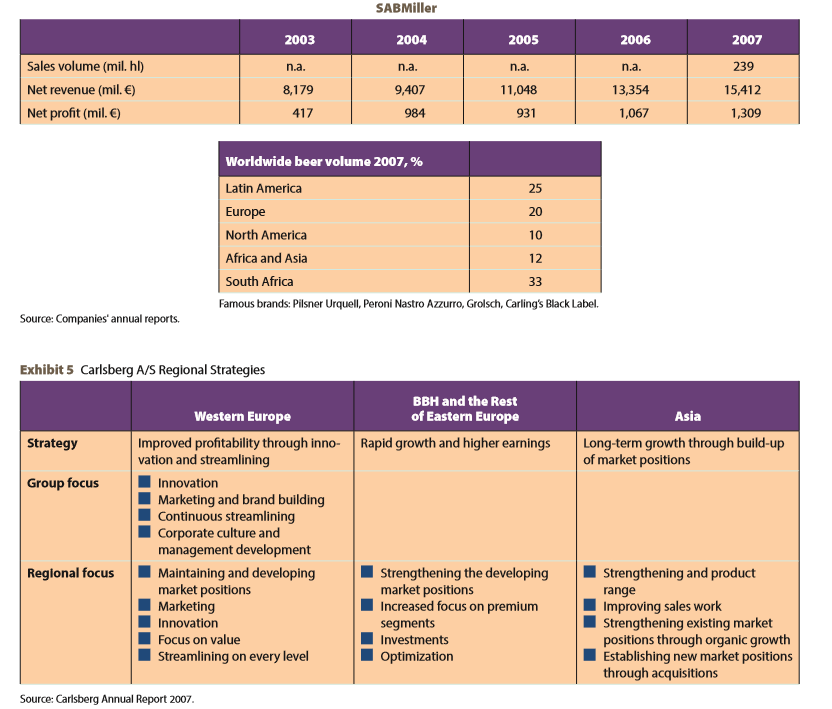 SABMiller
2003 2004 2005 2006 2007
Sales volume (mil. hl) n.a. n.a. n.a. n.a. 239
Net revenue (mil. €) 8,179 9,407 11,048 13,354 15,412
Net profit (mil. €) 417 984 931 1,067 1,309
Worldwide beer volume 2007, %
Latin America 25
Europe 20
North America 10
Africa and Asia 12
South Africa 33
Famous brands: Pilsner Urquell, Peroni Nastro Azzurro, Grolsch, Carling's Black Label.
Source: Companies' annual reports.
Exhibit 5 Carlsberg A/S Regional Strategies
Western Europe
BBH and the Rest
of Eastern Europe
Asia
Strategy
Improved profitability through inno-
vation and streamlining
Rapid growth and higher earnings
Long-term growth through build-up
of market positions
Group focus
Innovation
Marketing and brand building
Continuous streamlining
Corporate culture and
management development
Regional focus
Maintaining and developing
market positions
Marketing
Innovation
Focus on value
Streamlining on every level
Strengthening the developing
market positions
Increased focus on premium
segments
Investments
Optimization
Strengthening and product
range
Improving sales work
Strengthening existing market
positions through organic growth
Establishing new market positions
through acquisitions
Source: Carlsberg Annual Report 2007.